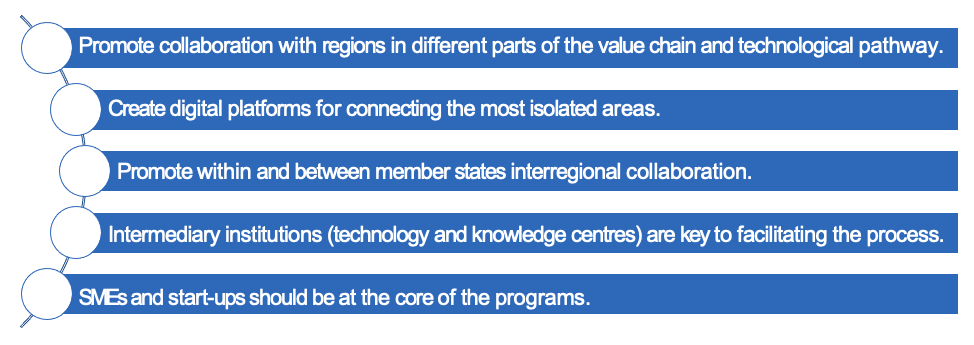 Promote collaboration with regions in different parts of the value chain and technological pathway.
Create digital platforms for connecting the most isolated areas.
Promote within and between member states interregional collaboration.
Intermediary institutions (technology and knowledge centres) are key to facilitating the process.
SMEs and start-ups should be at the core of the programs.